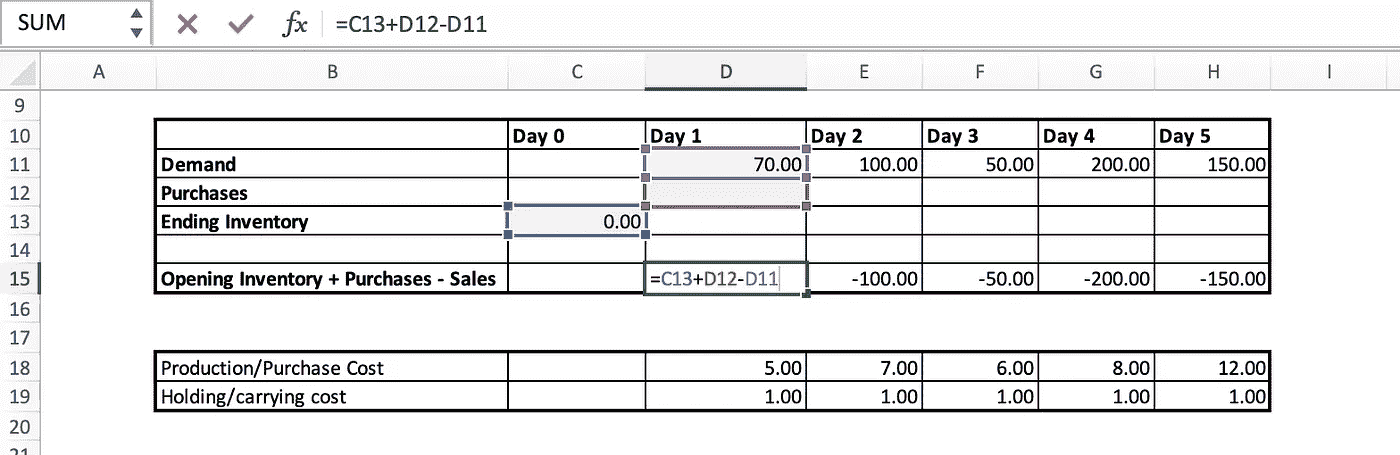 SUM fx =C13+D12-D11
A B C D E F G H I
9
10 Day 0 Day 1 Day 2 Day 3 Day 4 Day 5
11 Demand 70.00 100.00 50.00 200.00 150.00
12 Purchases
13 Ending Inventory 0.00
14
15 Opening Inventory + Purchases - Sales =C13+D12-D11 -100.00 -50.00 -200.00 -150.00
16
17
18 Production/Purchase Cost 5.00 7.00 6.00 8.00 12.00
19 Holding/carrying cost 1.00 1.00 1.00 1.00 1.00
20
21